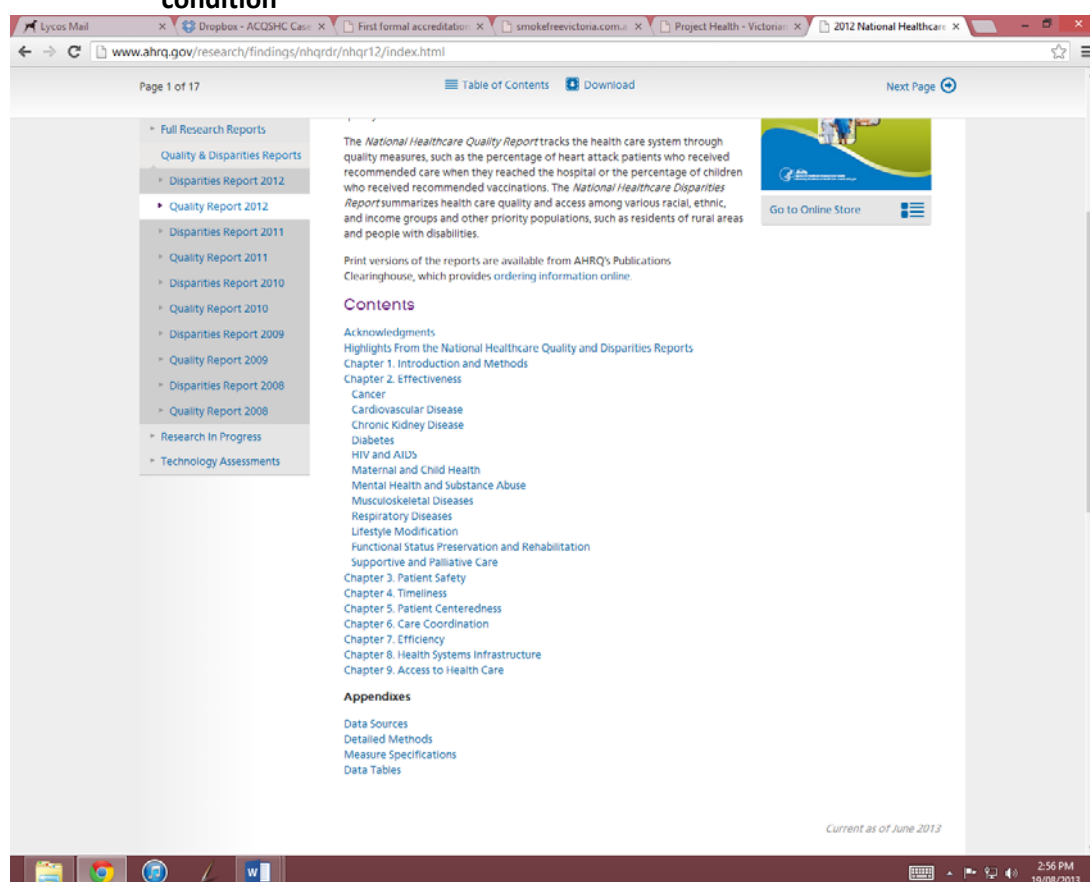 condition
Lycos Mail
Dropbox - ACQSHC Case
First formal accreditation
smokefreevictoria.com.a
Project Health - Victorian
2012 National Healthcare
www.ahrq.gov/research/findings/nhqrdr/nhqr12/index.html
Page 1 of 17
Table of Contents
Download
Next Page
Full Research Reports
Quality & Disparities Reports
Disparities Report 2012
Quality Report 2012
Disparities Report 2011
Quality Report 2011
Disparities Report 2010
Quality Report 2010
Disparities Report 2009
Quality Report 2009
Disparities Report 2008
Quality Report 2008
Research In Progress
Technology Assessments
The National Healthcare Quality Report tracks the health care system through
quality measures, such as the percentage of heart attack patients who received
recommended care when they reached the hospital or the percentage of children
who received recommended vaccinations. The National Healthcare Disparities
Report summarizes health care quality and access among various racial, ethnic,
and income groups and other priority populations, such as residents of rural areas
and people with disabilities.
Print versions of the reports are available from AHRQ's Publications
Clearinghouse, which provides ordering information online.
Go to Online Store
Contents
Acknowledgments
Highlights From the National Healthcare Quality and Disparities Reports
Chapter 1. Introduction and Methods
Chapter 2. Effectiveness
Cancer
Cardiovascular Disease
Chronic Kidney Disease
Diabetes
HIV and AIDS
Maternal and Child Health
Mental Health and Substance Abuse
Musculoskeletal Diseases
Respiratory Diseases
Lifestyle Modification
Functional Status Preservation and Rehabilitation
Supportive and Palliative Care
Chapter 3. Patient Safety
Chapter 4. Timeliness
Chapter 5. Patient Centeredness
Chapter 6. Care Coordination
Chapter 7. Efficiency
Chapter 8. Health Systems Infrastructure
Chapter 9. Access to Health Care
Appendixes
Data Sources
Detailed Methods
Measure Specifications
Data Tables
Current as of June 2013
2:56 PM
19/08/2013